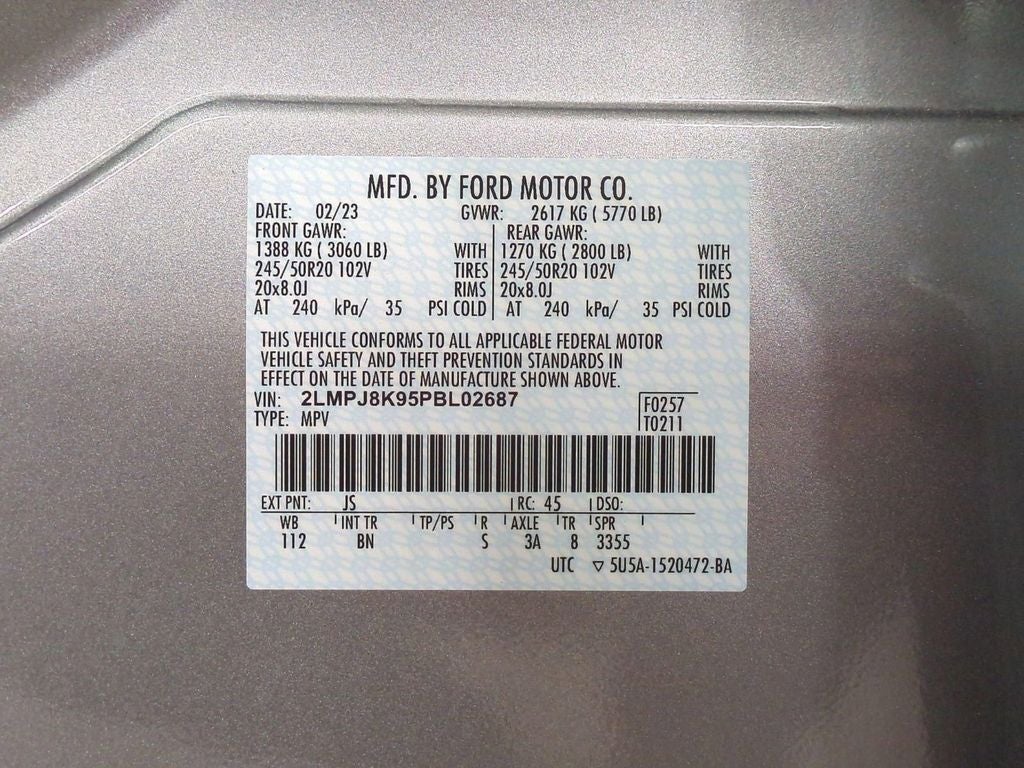 MFD. BY FORD MOTOR CO.
DATE: 02/23 GVWR: 2617 KG ( 5770 LB)
FRONT GAWR: REAR GAWR:
1388 KG ( 3060 LB) WITH 1270 KG ( 2800 LB) WITH
245/50R20 102V TIRES 245/50R20 102V TIRES
20x8.0J RIMS 20x8.0J RIMS
AT 240 kPa/ 35 PSI COLD AT 240 kPa/ 35 PSI COLD
THIS VEHICLE CONFORMS TO ALL APPLICABLE FEDERAL MOTOR
VEHICLE SAFETY AND THEFT PREVENTION STANDARDS IN
EFFECT ON THE DATE OF MANUFACTURE SHOWN ABOVE.
VIN: 2LMPJ8K95PBL02687 F0257
TYPE: MPV T0211
EXT PNT: JS RC: 45 DSO:
WB INT TR TP/PS R AXLE TR SPR
112 BN S 3A 8 3355
UTC ▽ 5U5A-1520472-BA